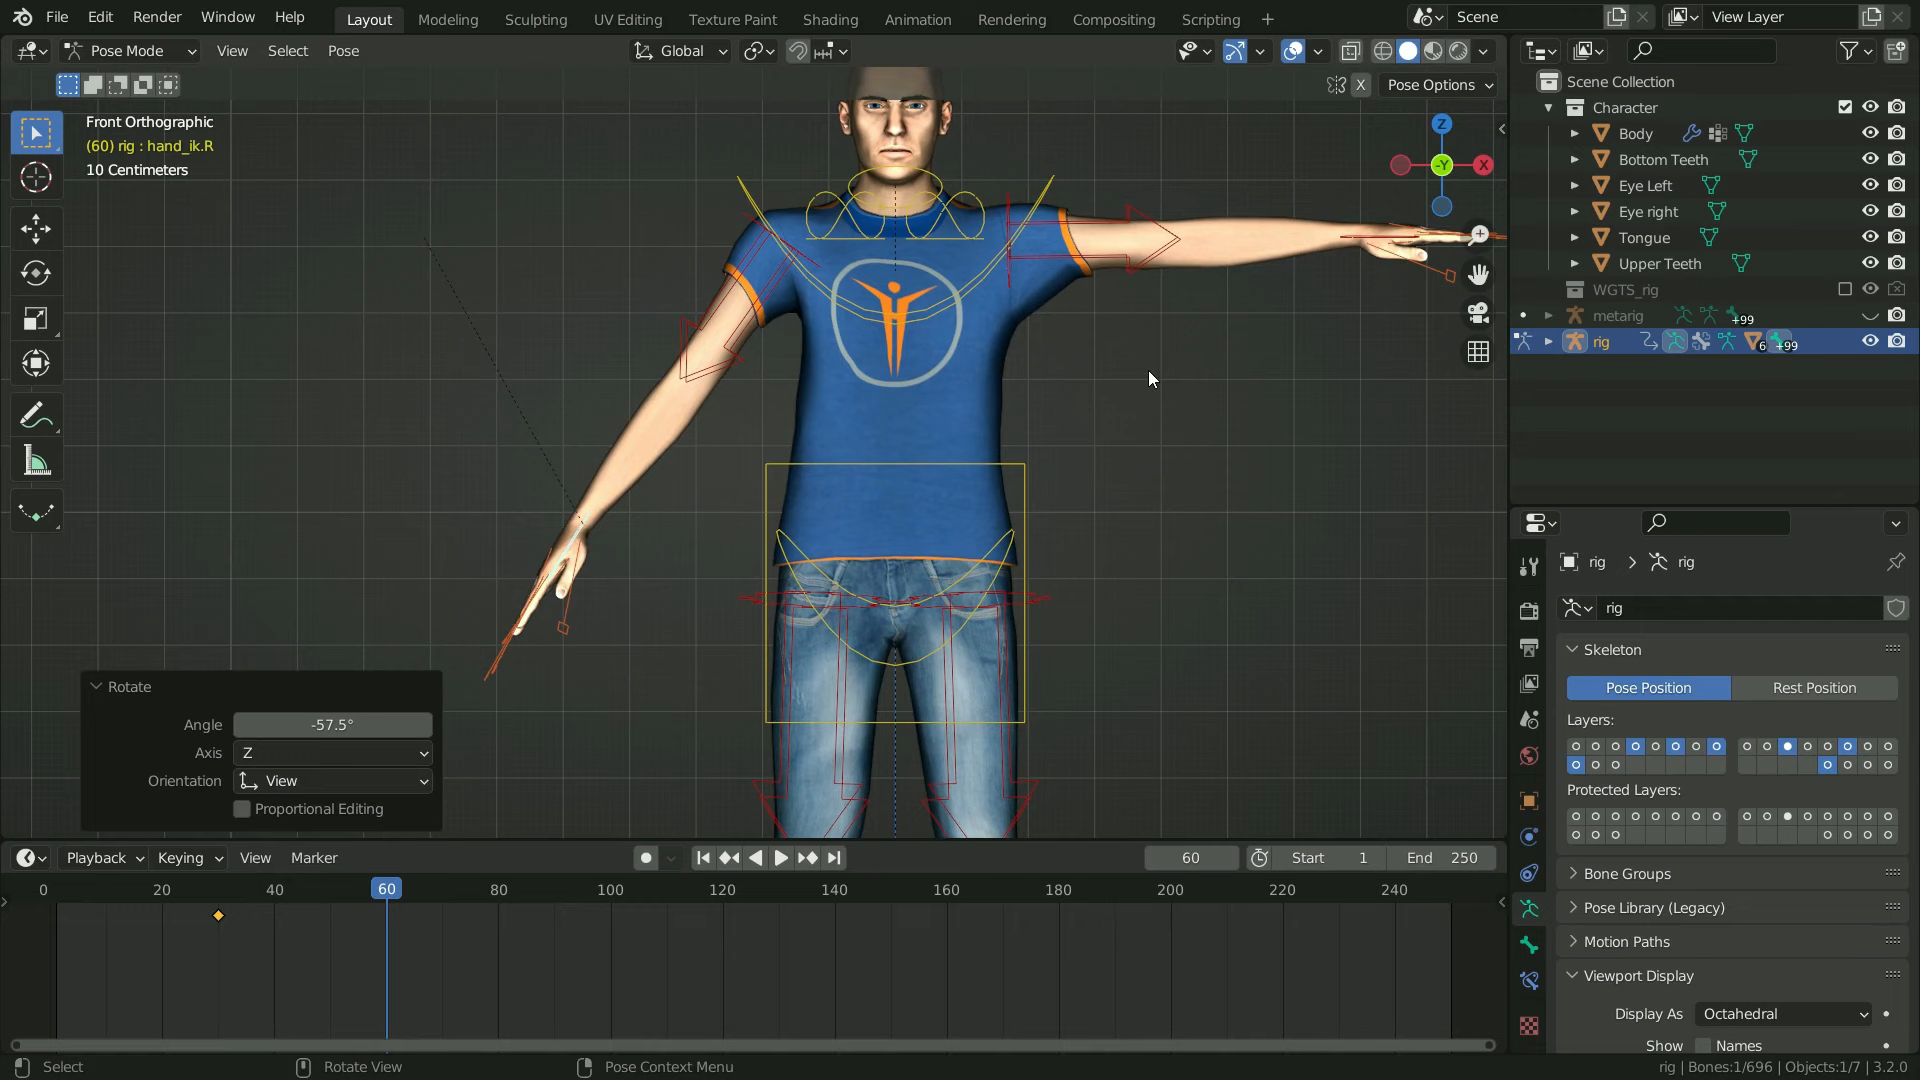 File Edit Render Window Help
Layout Modeling Sculpting UV Editing Texture Paint Shading Animation Rendering Compositing Scripting +
Scene
View Layer
Pose Mode View Select Pose
Global
X Pose Options
Front Orthographic
(60) rig : hand_ik.R
10 Centimeters
Z
-Y
X
Scene Collection
Character
Body
Bottom Teeth
Eye Left
Eye right
Tongue
Upper Teeth
WGTS_rig
metarig +99
rig 6 +99
rig > rig
rig
Skeleton
Pose Position Rest Position
Layers:
Protected Layers:
Bone Groups
Pose Library (Legacy)
Motion Paths
Viewport Display
Display As Octahedral
Show Names
Rotate
Angle -57.5°
Axis Z
Orientation View
Proportional Editing
Playback Keying View Marker
60 Start 1 End 250
0 20 40 60 80 100 120 140 160 180 200 220 240
Select Rotate View Pose Context Menu
rig | Bones:1/696 | Objects:1/7 | 3.2.0